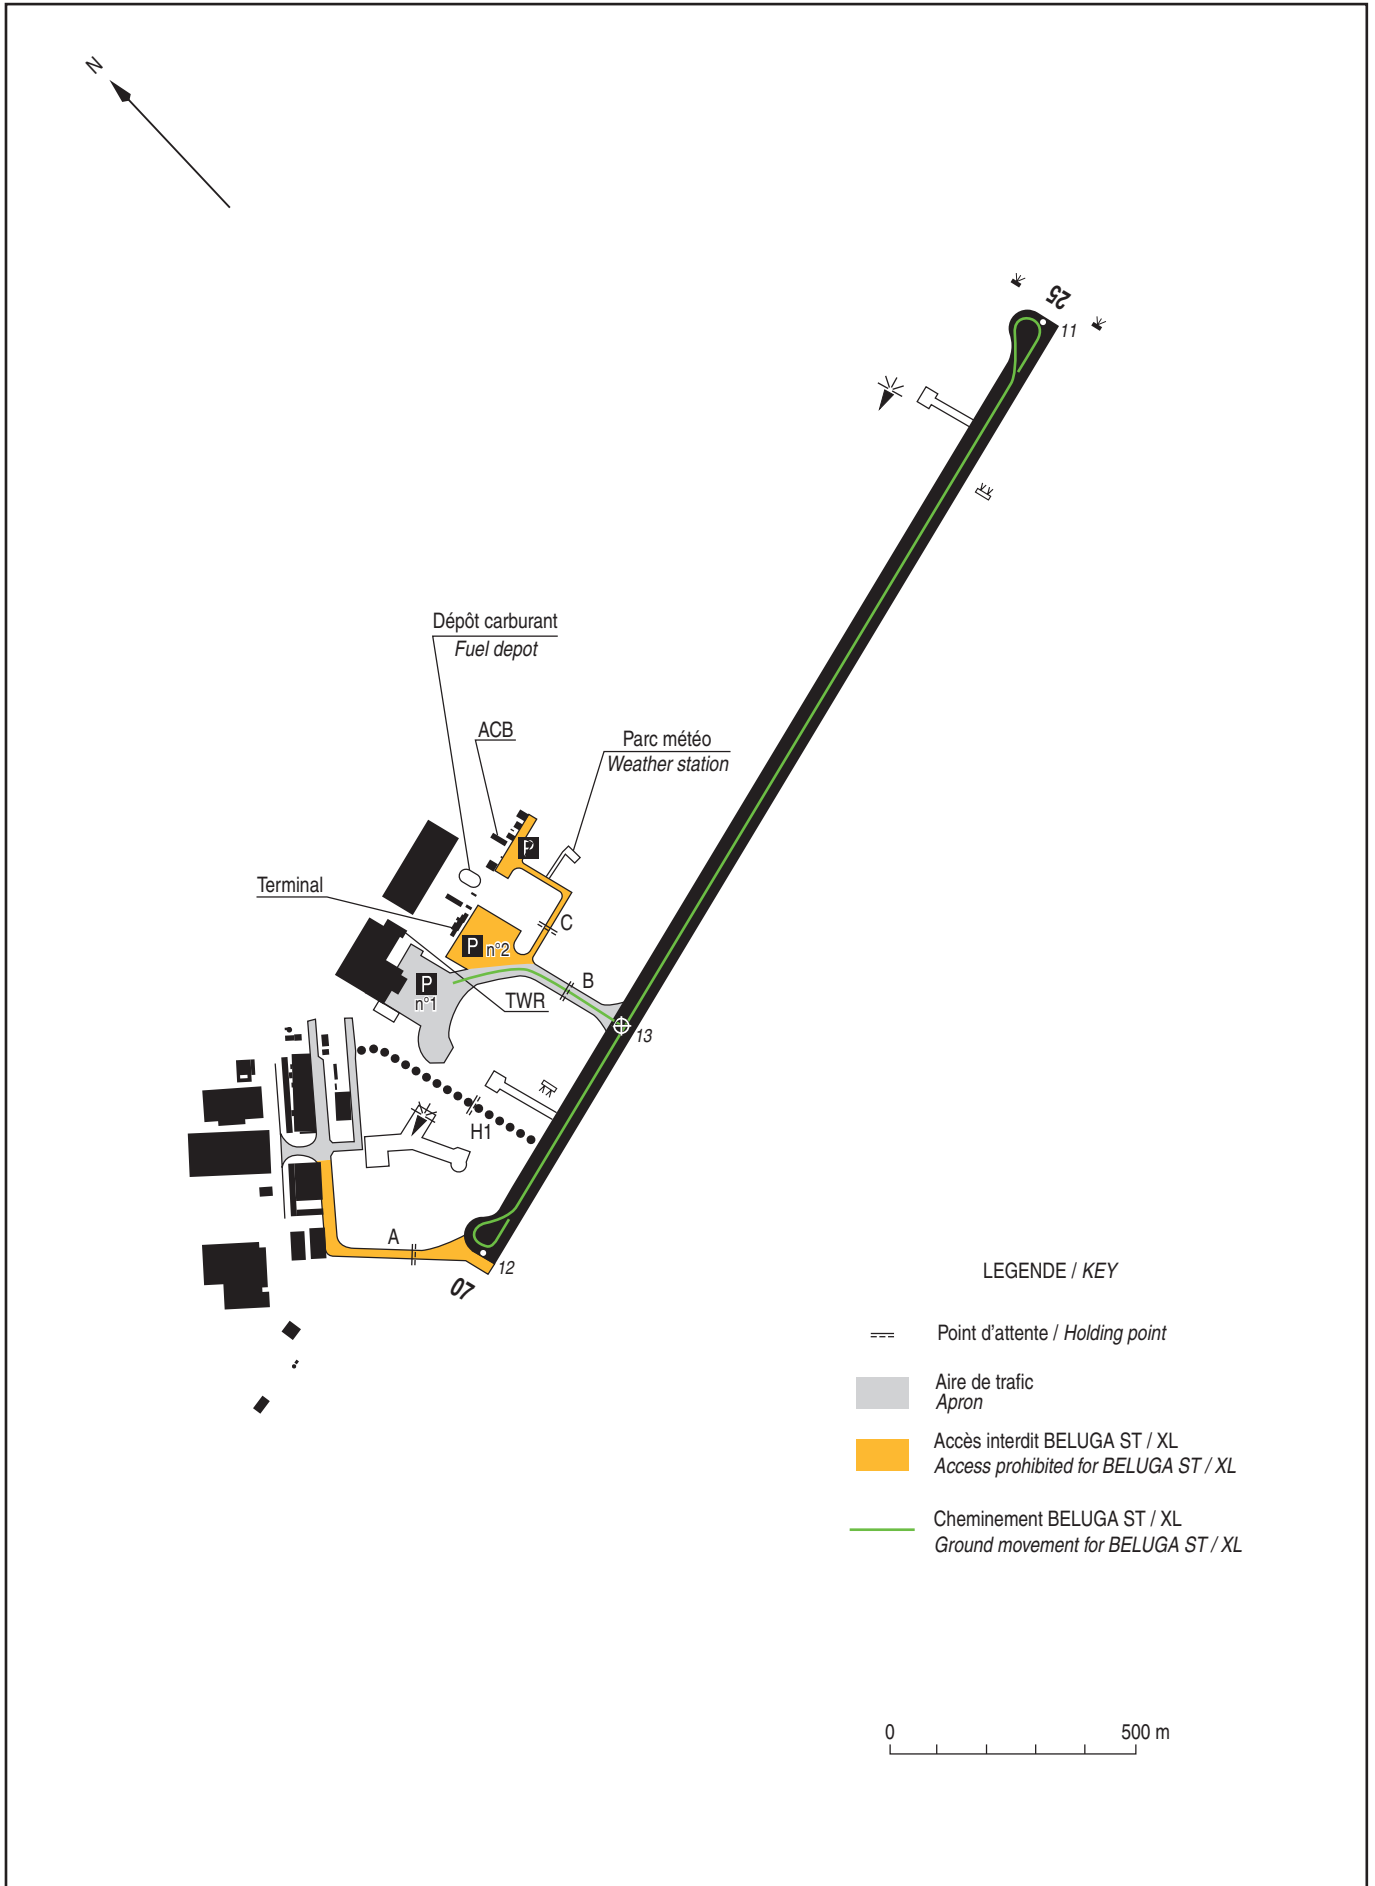 N
25
11
Dépôt carburant
Fuel depot
ACB
Parc météo
Weather station
P
Terminal
C
P n°2
P
n°1
B
TWR
13
H1
A
12
07
LEGENDE / KEY
Point d'attente / Holding point
Aire de trafic
Apron
Accès interdit BELUGA ST / XL
Access prohibited for BELUGA ST / XL
Cheminement BELUGA ST / XL
Ground movement for BELUGA ST / XL
0 500 m